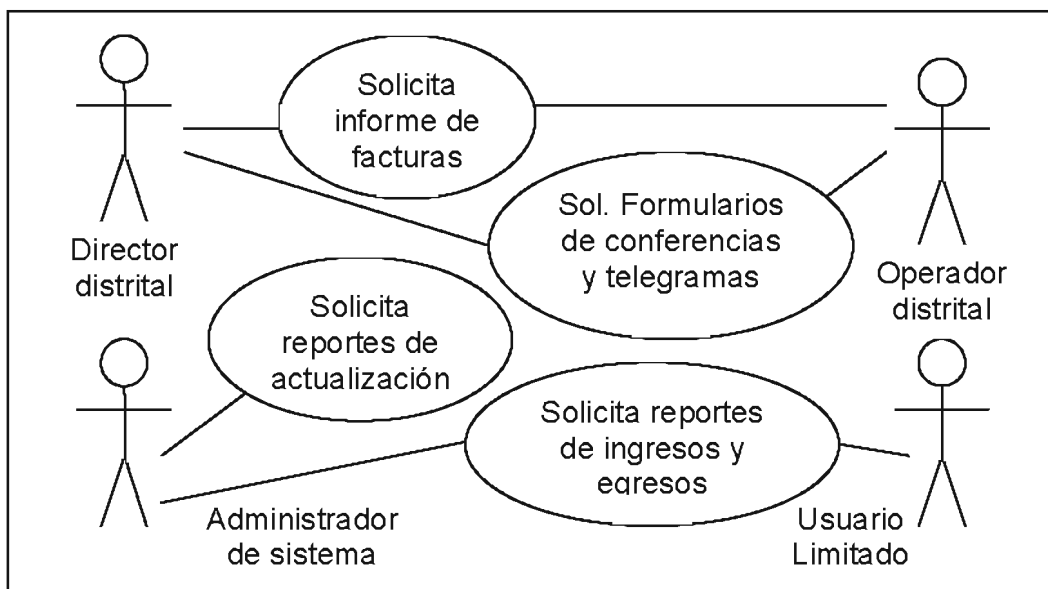 Solicita
informe de
facturas
Sol. Formularios
de conferencias
y telegramas
Director
distrital
Operador
distrital
Solicita
reportes de
actualización
Solicita reportes
de ingresos y
egresos
Administrador
de sistema
Usuario
Limitado